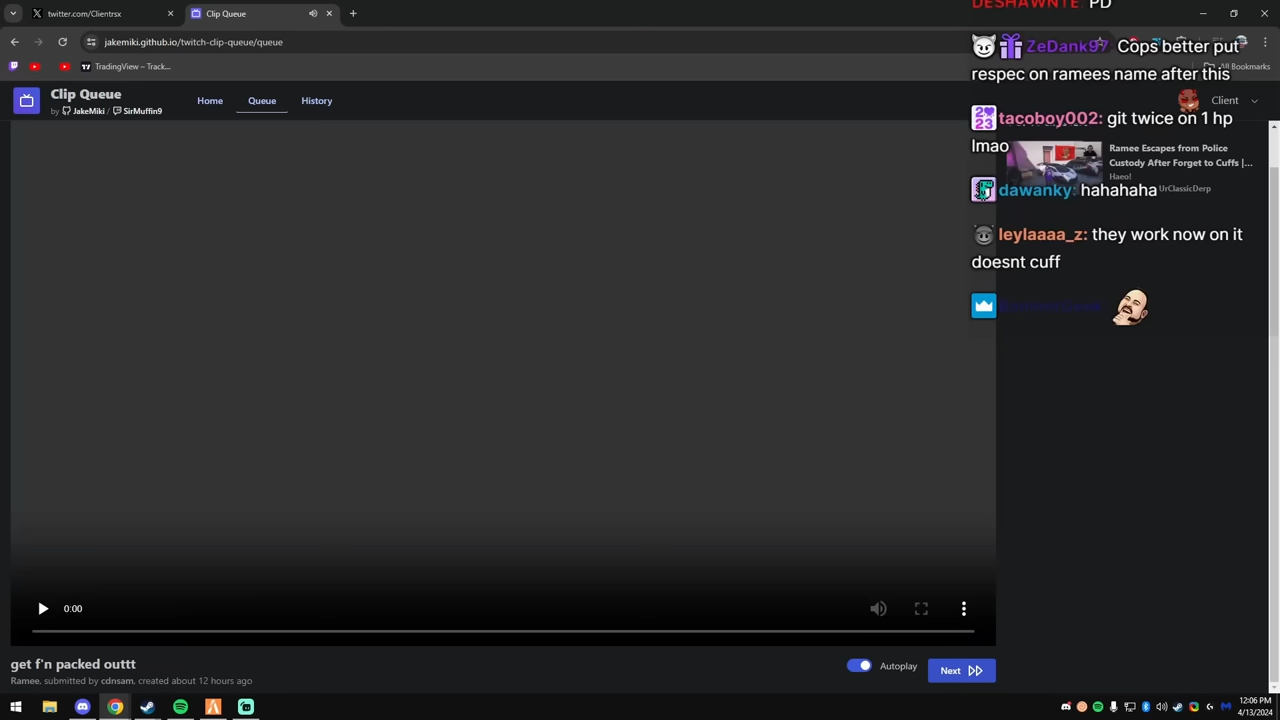 twitter.com/Clientrsx
Clip Queue
jakemiki.github.io/twitch-clip-queue/queue
TradingView – Track...
All Bookmarks
Clip Queue
by JakeMiki / SirMuffin9
Home
Queue
History
Client
DESHAWNTE: PD
ZeDank97 Cops better put
respec on ramees name after this
tacoboy002: git twice on 1 hp
lmao
Ramee Escapes from Police
Custody After Forget to Cuffs |...
Haeo!
UrClassicDerp
dawanky: hahahaha
leylaaaa_z: they work now on it
doesnt cuff
0:00
get f'n packed outtt
Ramee, submitted by cdnsam, created about 12 hours ago
Autoplay
Next
12:06 PM
4/13/2024